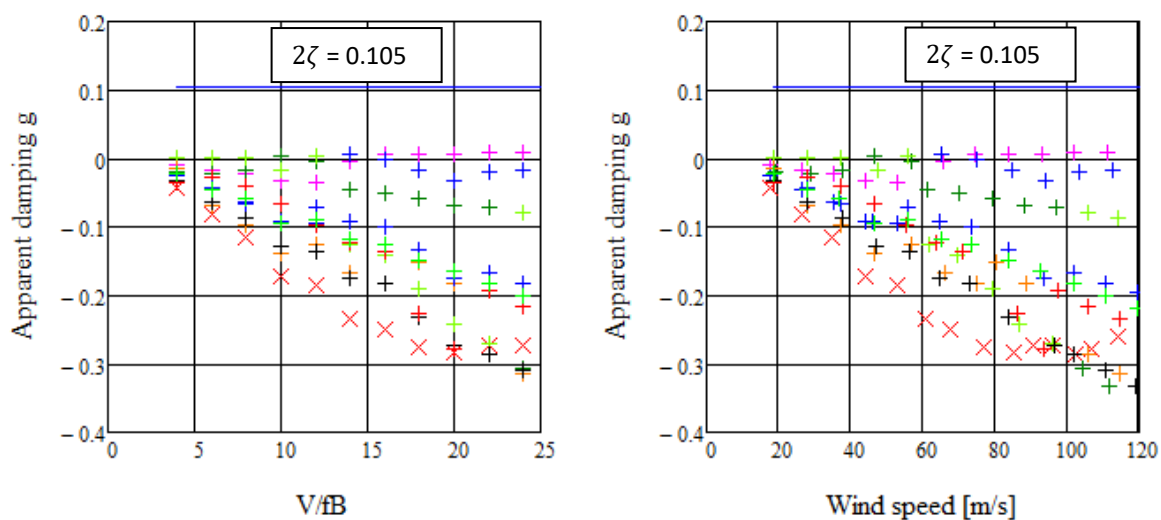 0.2
2ζ = 0.105
0.1
0
− 0.1
− 0.2
− 0.3
− 0.4
0 5 10 15 20 25
V/fB
Apparent damping g
0.2
2ζ = 0.105
0.1
0
− 0.1
− 0.2
− 0.3
− 0.4
0 20 40 60 80 100 120
Wind speed [m/s]
Apparent damping g